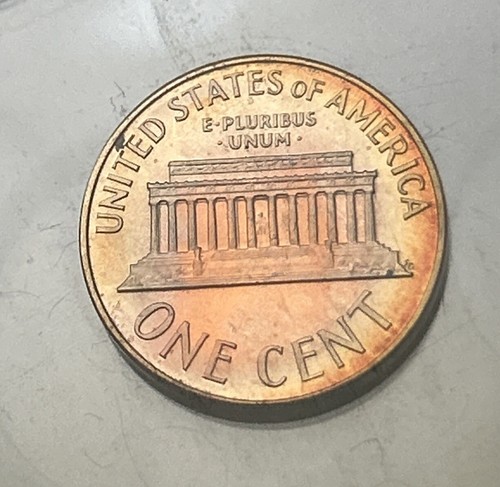 UNITED STATES OF AMERICA
E·PLURIBUS
·UNUM·
ONE CENT